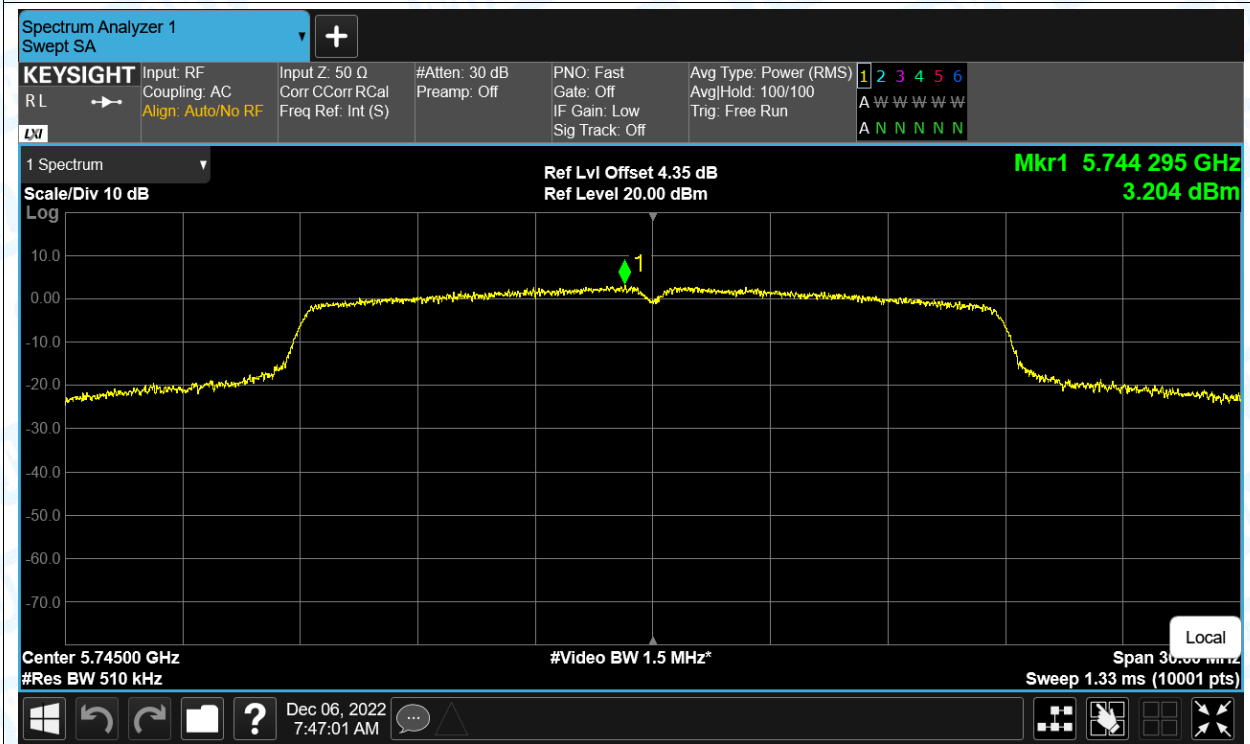 Spectrum Analyzer 1
Swept SA
KEYSIGHT
R L
LXI
Input: RF
Coupling: AC
Align: Auto/No RF
Input Z: 50 Ω
Corr CCorr RCal
Freq Ref: Int (S)
#Atten: 30 dB
Preamp: Off
PNO: Fast
Gate: Off
IF Gain: Low
Sig Track: Off
Avg Type: Power (RMS)
Avg|Hold: 100/100
Trig: Free Run
1 2 3 4 5 6
A W W W W W
A N N N N N
1 Spectrum
Scale/Div 10 dB
Log
Ref Lvl Offset 4.35 dB
Ref Level 20.00 dBm
Mkr1 5.744 295 GHz
3.204 dBm
1
10.0
0.00
-10.0
-20.0
-30.0
-40.0
-50.0
-60.0
-70.0
Local
Center 5.74500 GHz
#Res BW 510 kHz
#Video BW 1.5 MHz*
Span 30.00 MHz
Sweep 1.33 ms (10001 pts)
?
Dec 06, 2022
7:47:01 AM